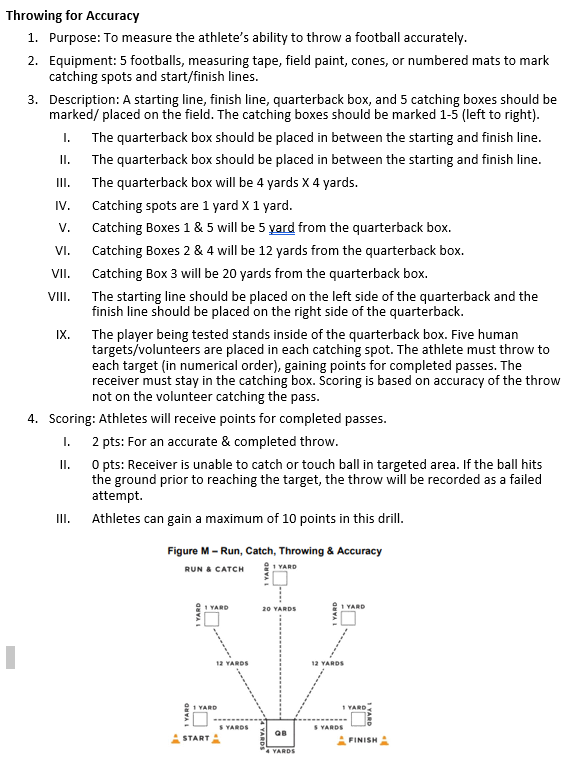 Throwing for Accuracy
1. Purpose: To measure the athlete's ability to throw a football accurately.
2. Equipment: 5 footballs, measuring tape, field paint, cones, or numbered mats to mark
catching spots and start/finish lines.
3. Description: A starting line, finish line, quarterback box, and 5 catching boxes should be
marked/ placed on the field. The catching boxes should be marked 1-5 (left to right).
I. The quarterback box should be placed in between the starting and finish line.
II. The quarterback box should be placed in between the starting and finish line.
III. The quarterback box will be 4 yards X 4 yards.
IV. Catching spots are 1 yard X 1 yard.
V. Catching Boxes 1 & 5 will be 5 yard from the quarterback box.
VI. Catching Boxes 2 & 4 will be 12 yards from the quarterback box.
VII. Catching Box 3 will be 20 yards from the quarterback box.
VIII. The starting line should be placed on the left side of the quarterback and the
finish line should be placed on the right side of the quarterback.
IX. The player being tested stands inside of the quarterback box. Five human
targets/volunteers are placed in each catching spot. The athlete must throw to
each target (in numerical order), gaining points for completed passes. The
receiver must stay in the catching box. Scoring is based on accuracy of the throw
not on the volunteer catching the pass.
4. Scoring: Athletes will receive points for completed passes.
I. 2 pts: For an accurate & completed throw.
II. 0 pts: Receiver is unable to catch or touch ball in targeted area. If the ball hits
the ground prior to reaching the target, the throw will be recorded as a failed
attempt.
III. Athletes can gain a maximum of 10 points in this drill.
Figure M – Run, Catch, Throwing & Accuracy
RUN & CATCH
1 YARD
1 YARD
1 YARD
1 YARD
20 YARDS
1 YARD
1 YARD
12 YARDS
12 YARDS
1 YARD
1 YARD
1 YARD
1 YARD
5 YARDS
4 YARDS
QB
5 YARDS
START
FINISH
4 YARDS